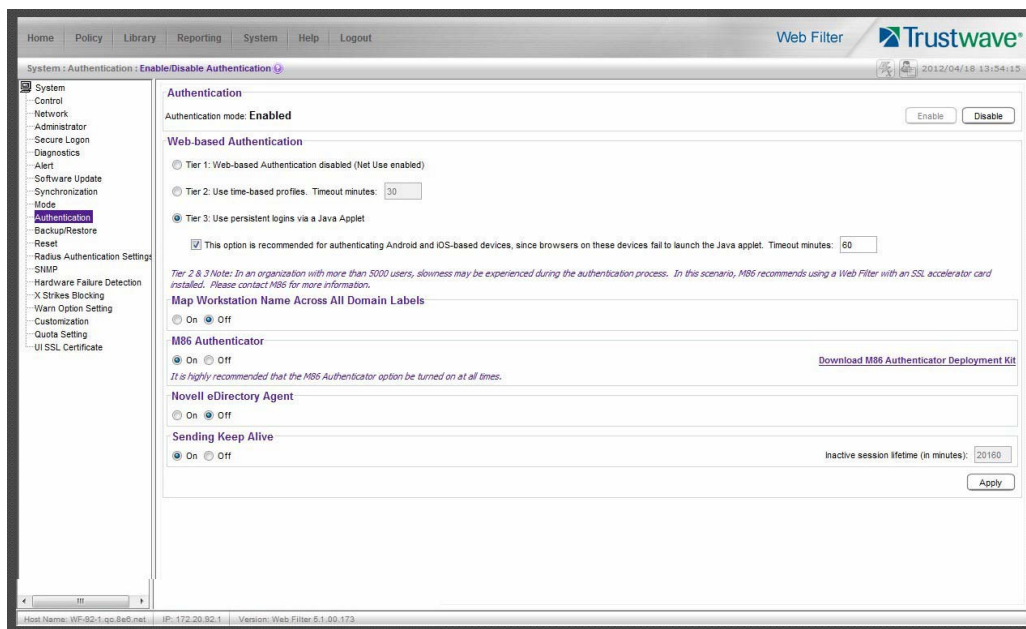 Home Policy Library Reporting System Help Logout
Web Filter
Trustwave®
System : Authentication : Enable/Disable Authentication
2012/04/18 13:54:15
System
Control
Network
Administrator
Secure Logon
Diagnostics
Alert
Software Update
Synchronization
Mode
Authentication
Backup/Restore
Reset
Radius Authentication Settings
SNMP
Hardware Failure Detection
X Strikes Blocking
Warn Option Setting
Customization
Quota Setting
UI SSL Certificate
Authentication
Authentication mode: Enabled
Enable Disable
Web-based Authentication
Tier 1: Web-based Authentication disabled (Net Use enabled)
Tier 2: Use time-based profiles. Timeout minutes: 30
Tier 3: Use persistent logins via a Java Applet
This option is recommended for authenticating Android and iOS-based devices, since browsers on these devices fail to launch the Java applet. Timeout minutes: 60
Tier 2 & 3 Note: In an organization with more than 5000 users, slowness may be experienced during the authentication process. In this scenario, M86 recommends using a Web Filter with an SSL accelerator card
installed. Please contact M86 for more information.
Map Workstation Name Across All Domain Labels
On Off
M86 Authenticator
On Off
Download M86 Authenticator Deployment Kit
It is highly recommended that the M86 Authenticator option be turned on at all times.
Novell eDirectory Agent
On Off
Sending Keep Alive
On Off
Inactive session lifetime (in minutes): 20160
Apply
Host Name: WF-92-1.qc.8e6.net IP: 172.20.92.1 Version: Web Filter 5.1.00.173